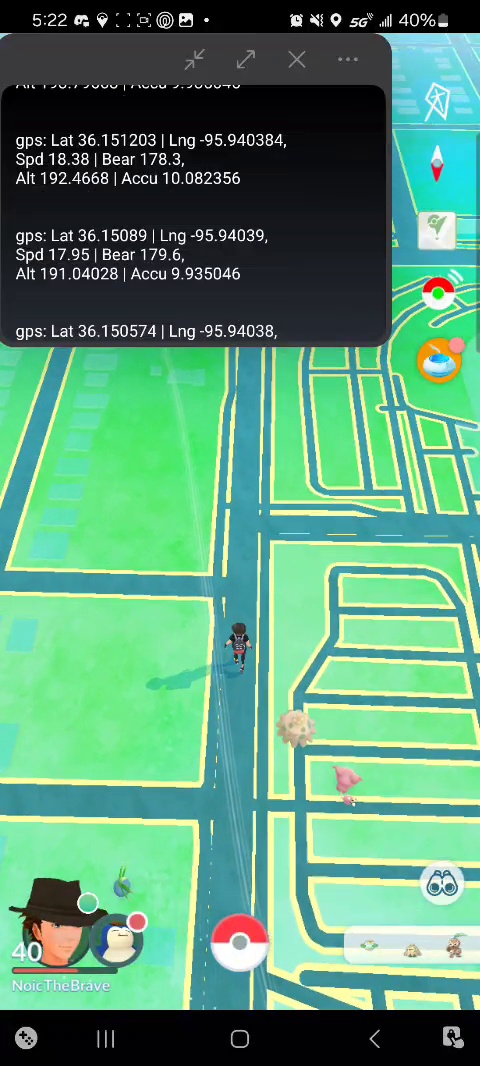 5:22
5G
40%
gps: Lat 36.151203 | Lng -95.940384,
Spd 18.38 | Bear 178.3,
Alt 192.4668 | Accu 10.082356
gps: Lat 36.15089 | Lng -95.94039,
Spd 17.95 | Bear 179.6,
Alt 191.04028 | Accu 9.935046
gps: Lat 36.150574 | Lng -95.94038,
40
NoicTheBrave